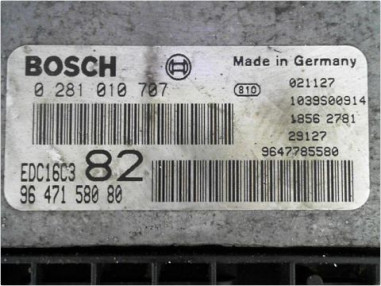 BOSCH
Made in Germany
0 281 010 707
810
021127
1039S00914
1856 2781
29127
9647785580
EDC16C3 82
96 471 580 80